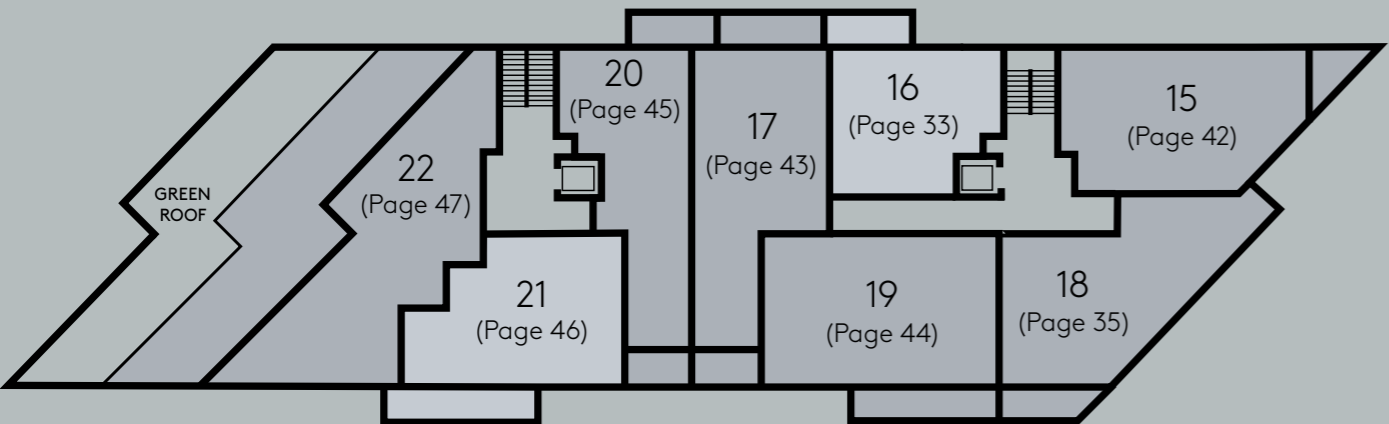 20
(Page 45)
16
(Page 33)
15
(Page 42)
17
(Page 43)
22
(Page 47)
GREEN
ROOF
21
(Page 46)
19
(Page 44)
18
(Page 35)